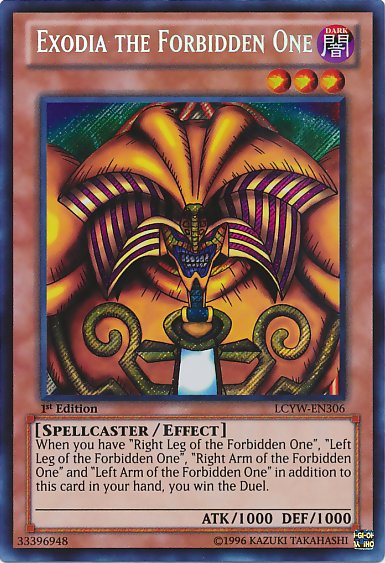 EXODIA THE FORBIDDEN ONE
DARK
闇
1st Edition
LCYW-EN306
[SPELLCASTER / EFFECT]
When you have "Right Leg of the Forbidden One", "Left
Leg of the Forbidden One", "Right Arm of the Forbidden
One" and "Left Arm of the Forbidden One" in addition to
this card in your hand, you win the Duel.
ATK/1000 DEF/1000
33396948
©1996 KAZUKI TAKAHASHI